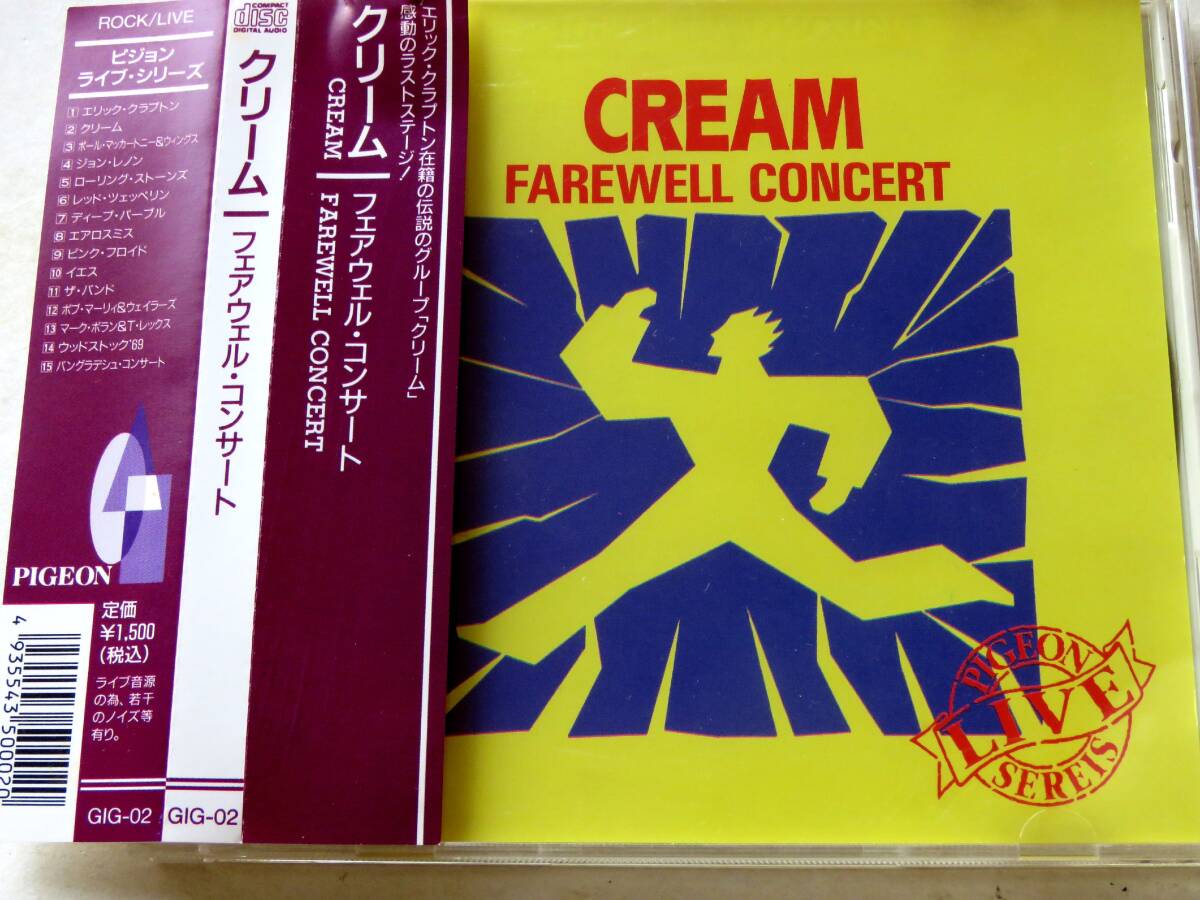 ROCK/LIVE
ピジョン
ライブ・シリーズ
1 エリック・クラプトン
2 クリーム
3 ポール・マッカートニー&ウィングス
4 ジョン・レノン
5 ローリング・ストーンズ
6 レッド・ツェッペリン
7 ディープ・パープル
8 エアロスミス
9 ピンク・フロイド
10 イエス
11 ザ・バンド
12 ボブ・マーリィ&ウェイラーズ
13 マーク・ボラン&T・レックス
14 ウッドストック'69
15 バングラデシュ・コンサート
PIGEON
定価
¥1,500
(税込)
ライブ音源
の為、若干
のノイズ等
有り。
4 935543 500020
GIG-02
COMPACT
disc
DIGITAL AUDIO
クリーム
フェアウェル・コンサート
GIG-02
エリック・クラプトン在籍の伝説のグループ「クリーム」
感動のラストステージ!
クリーム
フェアウェル・コンサート
CREAM
FAREWELL CONCERT
CREAM
FAREWELL CONCERT
PIGEON
LIVE
SEREIS